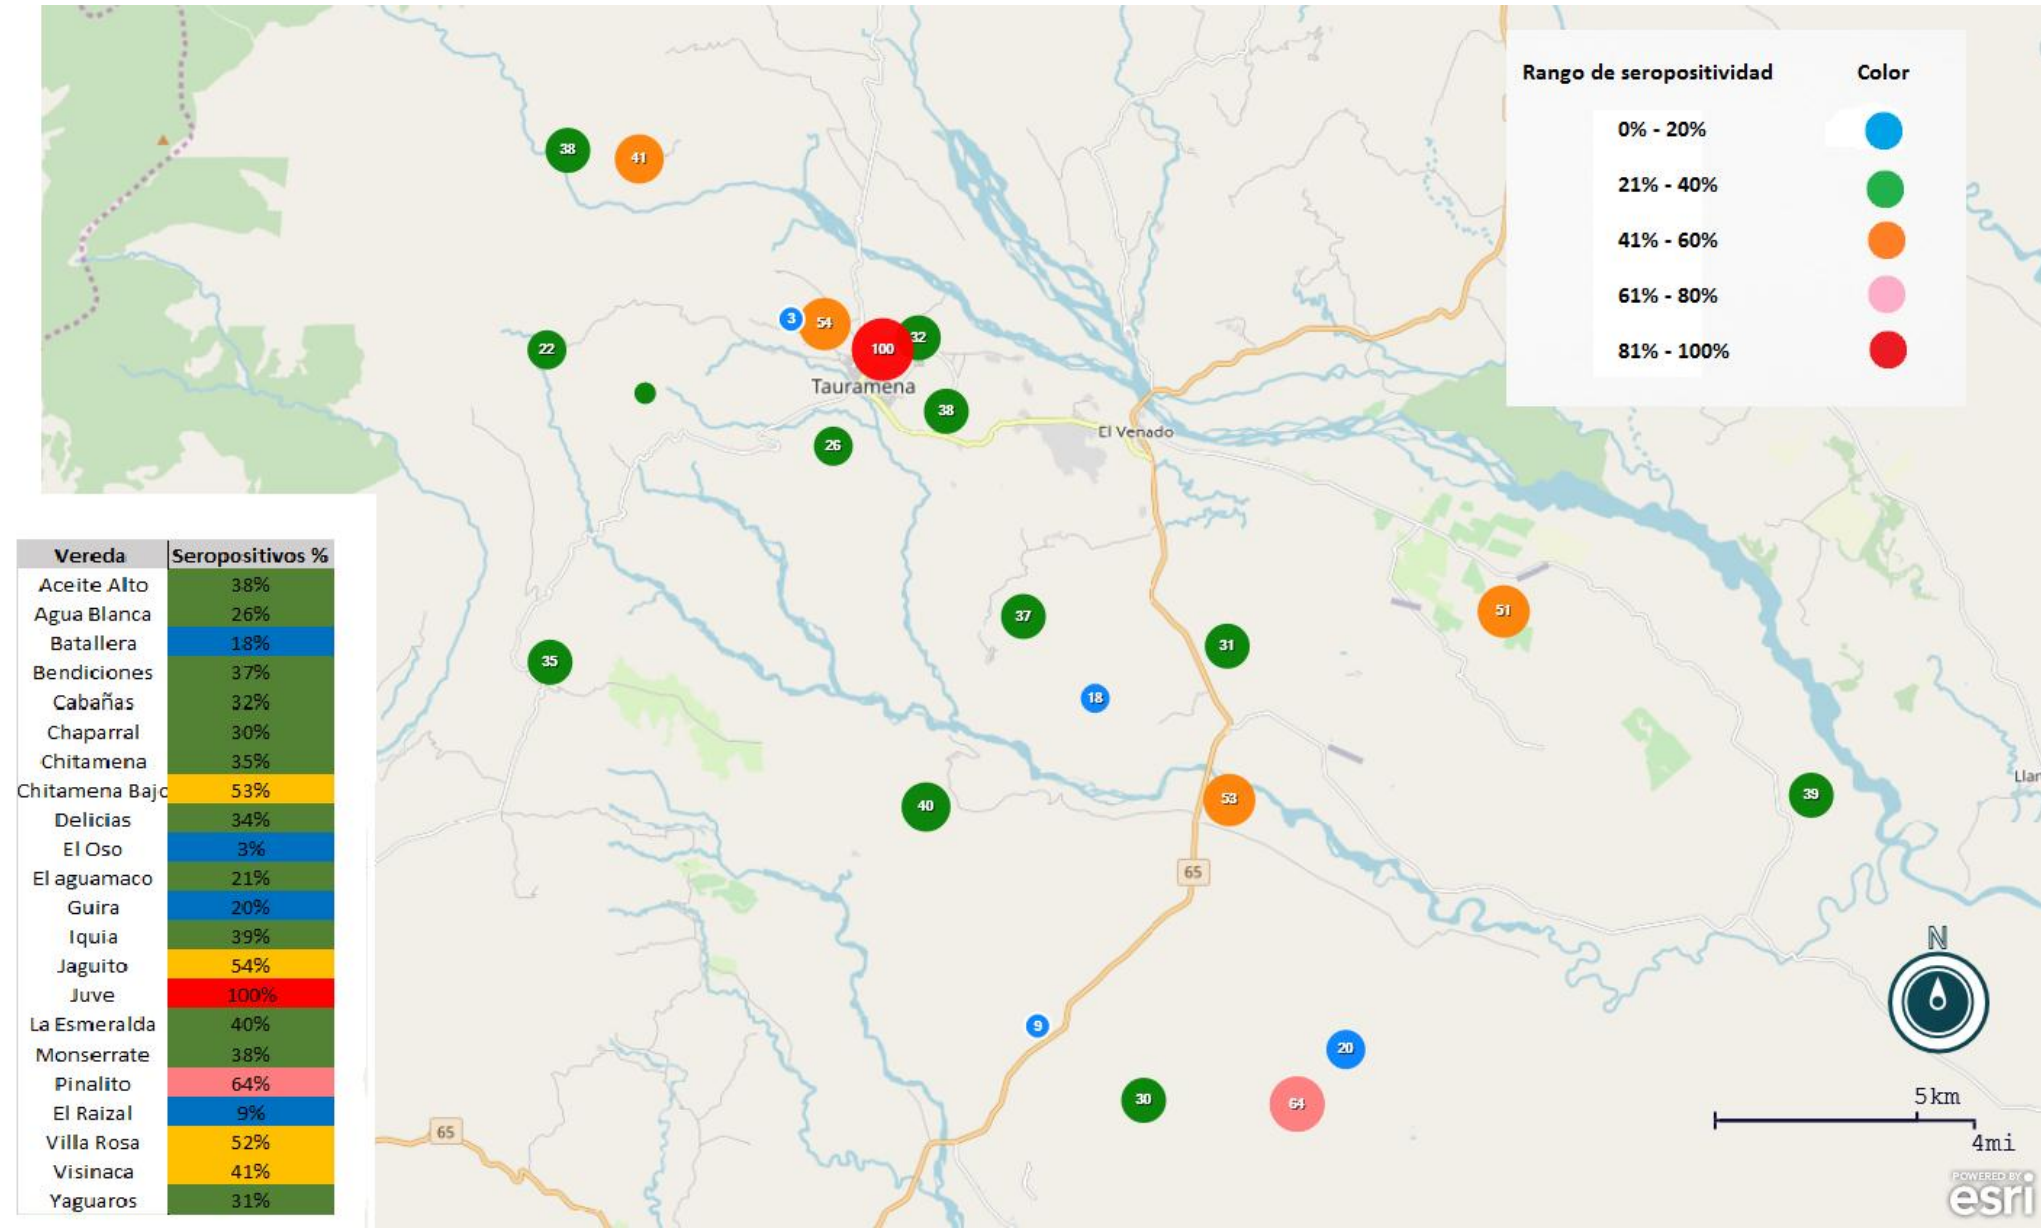 Rango de seropositividad Color
0% - 20%
21% - 40%
41% - 60%
61% - 80%
81% - 100%
38
41
3
54
100
32
22
Tauramena
38
El Venado
26
37
51
31
35
18
40
53
39
Llar
65
9
20
30
64
65
Vereda Seropositivos %
Aceite Alto 38%
Agua Blanca 26%
Batallera 18%
Bendiciones 37%
Cabañas 32%
Chaparral 30%
Chitamena 35%
Chitamena Bajo 53%
Delicias 34%
El Oso 3%
El aguamaco 21%
Guira 20%
Iquia 39%
Jaguito 54%
Juve 100%
La Esmeralda 40%
Monserrate 38%
Pinalito 64%
El Raizal 9%
Villa Rosa 52%
Visinaca 41%
Yaguaros 31%
N
5km
4mi
POWERED BY
esri